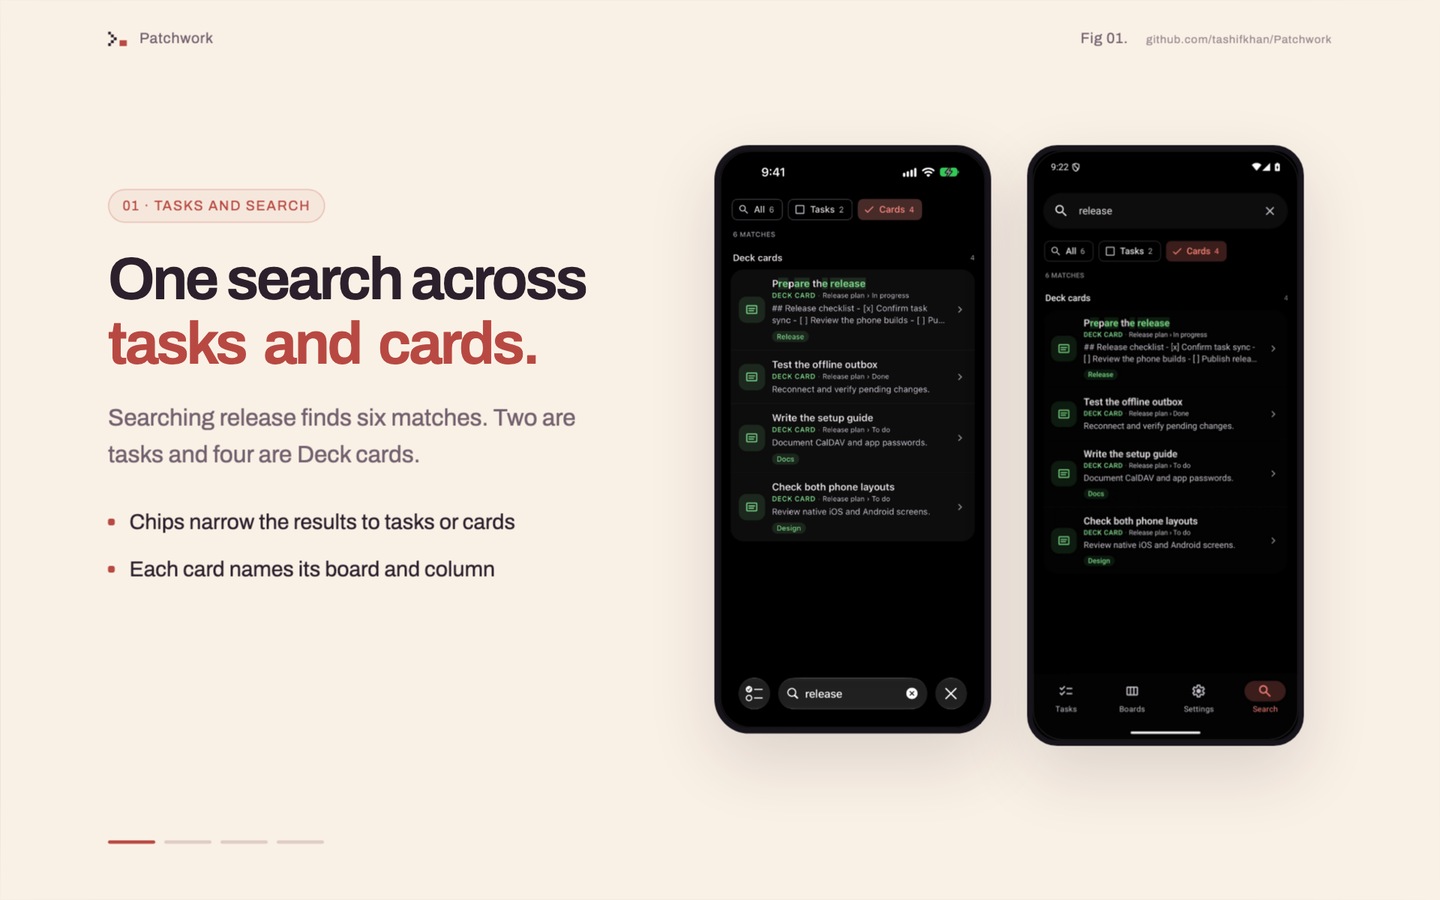 Patchwork
Fig 01. github.com/tashifkhan/Patchwork
01 · TASKS AND SEARCH
One search across
tasks and cards.
Searching release finds six matches. Two are
tasks and four are Deck cards.
Chips narrow the results to tasks or cards
Each card names its board and column
9:41
All 6
Tasks 2
Cards 4
6 MATCHES
Deck cards 4
Prepare the release
DECK CARD · Release plan › In progress
## Release checklist - [x] Confirm task
sync - [ ] Review the phone builds - [ ] Pu...
Release
Test the offline outbox
DECK CARD · Release plan › Done
Reconnect and verify pending changes.
Write the setup guide
DECK CARD · Release plan › To do
Document CalDAV and app passwords.
Docs
Check both phone layouts
DECK CARD · Release plan › To do
Review native iOS and Android screens.
Design
release
9:22
release
All 6
Tasks 2
Cards 4
6 MATCHES
Deck cards 4
Prepare the release
DECK CARD · Release plan › In progress
## Release checklist - [x] Confirm task sync -
[ ] Review the phone builds - [ ] Publish relea...
Release
Test the offline outbox
DECK CARD · Release plan › Done
Reconnect and verify pending changes.
Write the setup guide
DECK CARD · Release plan › To do
Document CalDAV and app passwords.
Docs
Check both phone layouts
DECK CARD · Release plan › To do
Review native iOS and Android screens.
Design
Tasks
Boards
Settings
Search